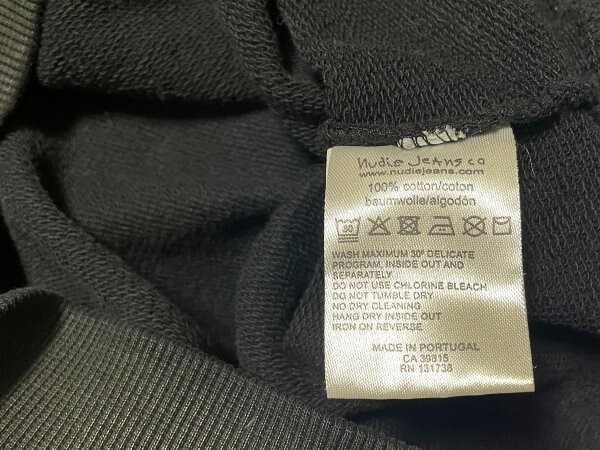 Nudie Jeans co
www.nudiejeans.com
100% cotton/coton
baumwolle/algodón
30
WASH MAXIMUM 30° DELICATE
PROGRAM, INSIDE OUT AND
SEPARATELY
DO NOT USE CHLORINE BLEACH
DO NOT TUMBLE DRY
NO DRY CLEANING
HANG DRY INSIDE OUT
IRON ON REVERSE
MADE IN PORTUGAL
CA 39815
RN 131738